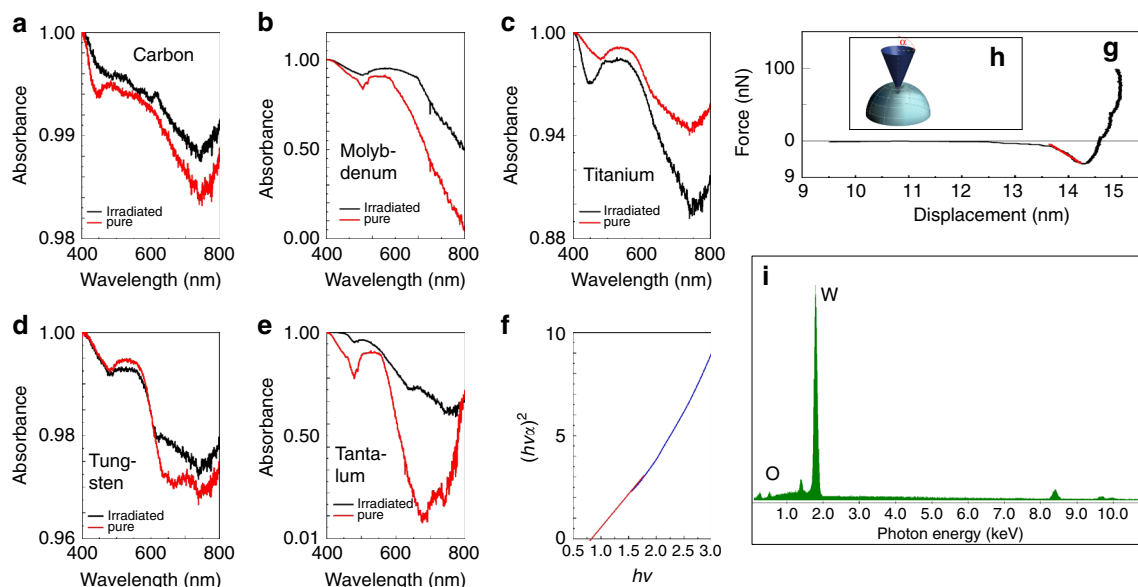 a
1.00
0.99
0.98
Absorbance
Carbon
Irradiated
pure
400 600 800
Wavelength (nm)
b
1.00
0.50
0.00
Absorbance
Molyb-
denum
Irradiated
pure
400 600 800
Wavelength (nm)
c
1.00
0.94
0.88
Absorbance
Titanium
Irradiated
pure
400 600 800
Wavelength (nm)
h
α
g
100
0
9
Force (nN)
9 10 11 12 13 14 15
Displacement (nm)
d
1.00
0.98
0.96
Absorbance
Tung-
sten
Irradiated
pure
400 600 800
Wavelength (nm)
e
1.00
0.50
0.01
Absorbance
Tanta-
lum
Irradiated
pure
400 600 800
Wavelength (nm)
f
10
5
0
(hvα)²
0.5 1.0 1.5 2.0 2.5 3.0
hv
i
W
O
1.0 2.0 3.0 4.0 5.0 6.0 7.0 8.0 9.0 10.0
Photon energy (keV)